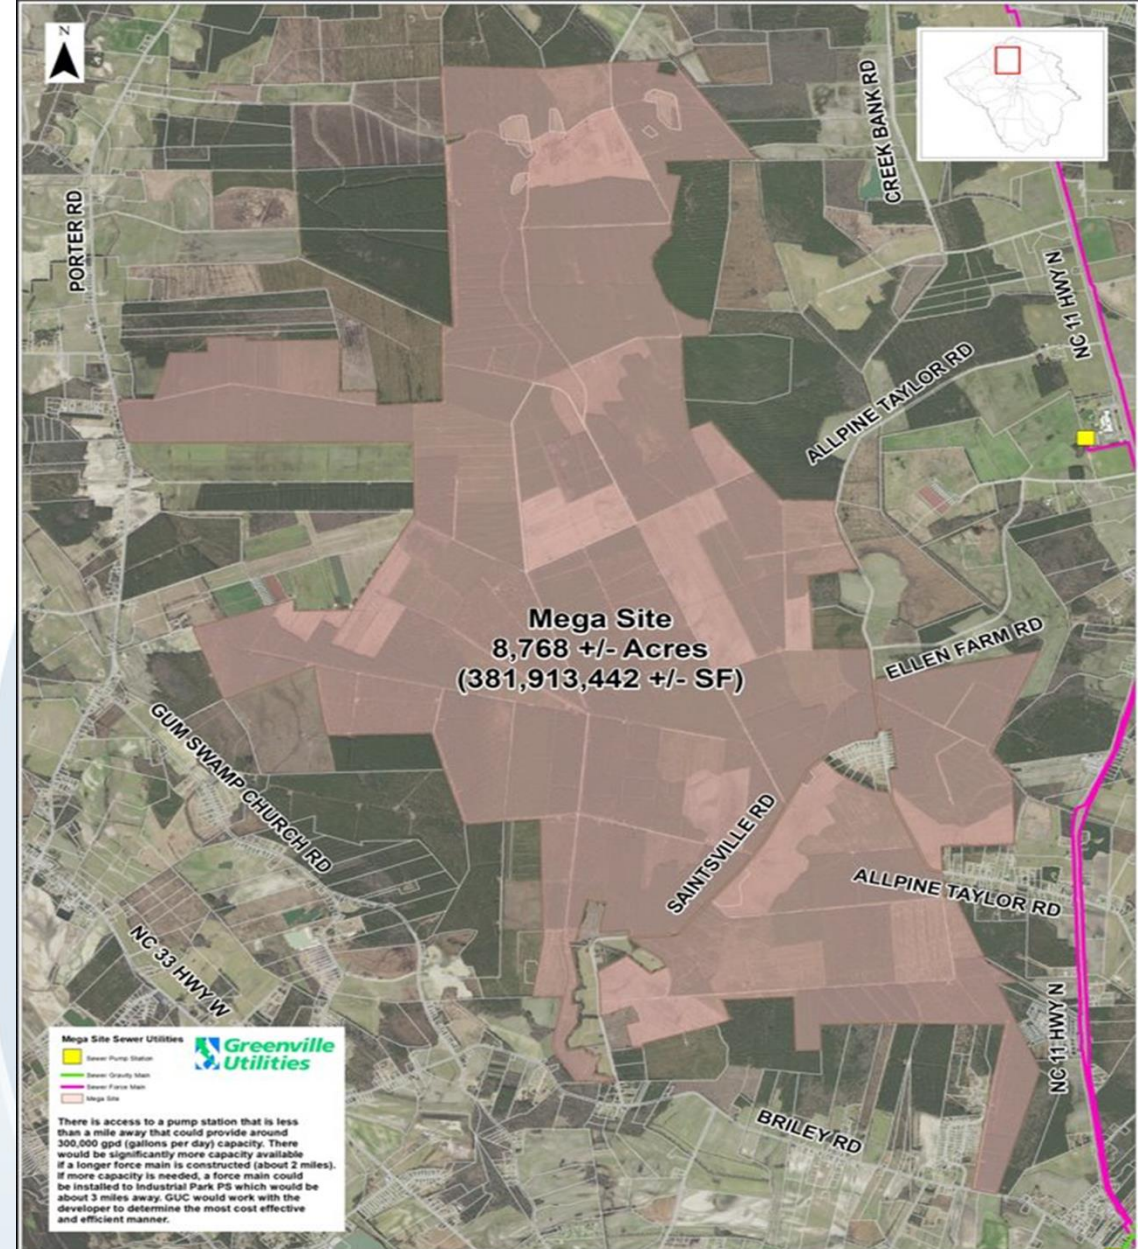 N
CREEK BANK RD
PORTER RD
NC 11 HWY N
ALLPINE TAYLOR RD
Mega Site
8,768 +/- Acres
(381,913,442 +/- SF)
ELLEN FARM RD
GUM SWAMP CHURCH RD
SAINTSVILLE RD
ALLPINE TAYLOR RD
NC 33 HWY W
NC 11 HWY N
BRILEY RD
Mega Site Sewer Utilities
Sewer Pump Station
Sewer Gravity Main
Sewer Force Main
Mega Site
Greenville
Utilities
There is access to a pump station that is less
than a mile away that could provide around
300,000 gpd (gallons per day) capacity. There
would be significantly more capacity available
if a longer force main is constructed (about 2 miles).
If more capacity is needed, a force main could
be installed to Industrial Park PS which would be
about 3 miles away. GUC would work with the
developer to determine the most cost effective
and efficient manner.